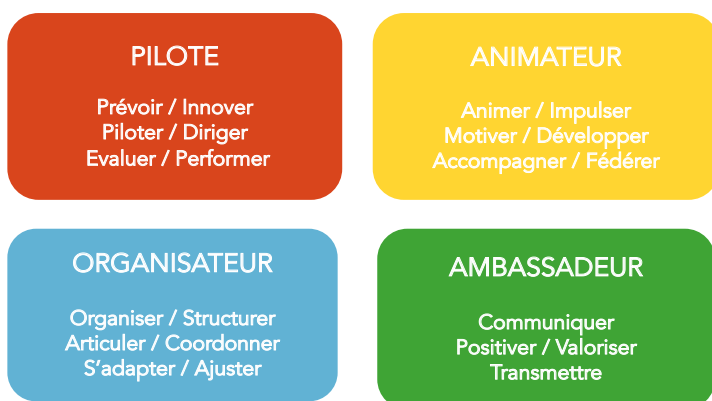 PILOTE
Prévoir / Innover
Piloter / Diriger
Evaluer / Performer
ANIMATEUR
Animer / Impulser
Motiver / Développer
Accompagner / Fédérer
ORGANISATEUR
Organiser / Structurer
Articuler / Coordonner
S'adapter / Ajuster
AMBASSADEUR
Communiquer
Positiver / Valoriser
Transmettre